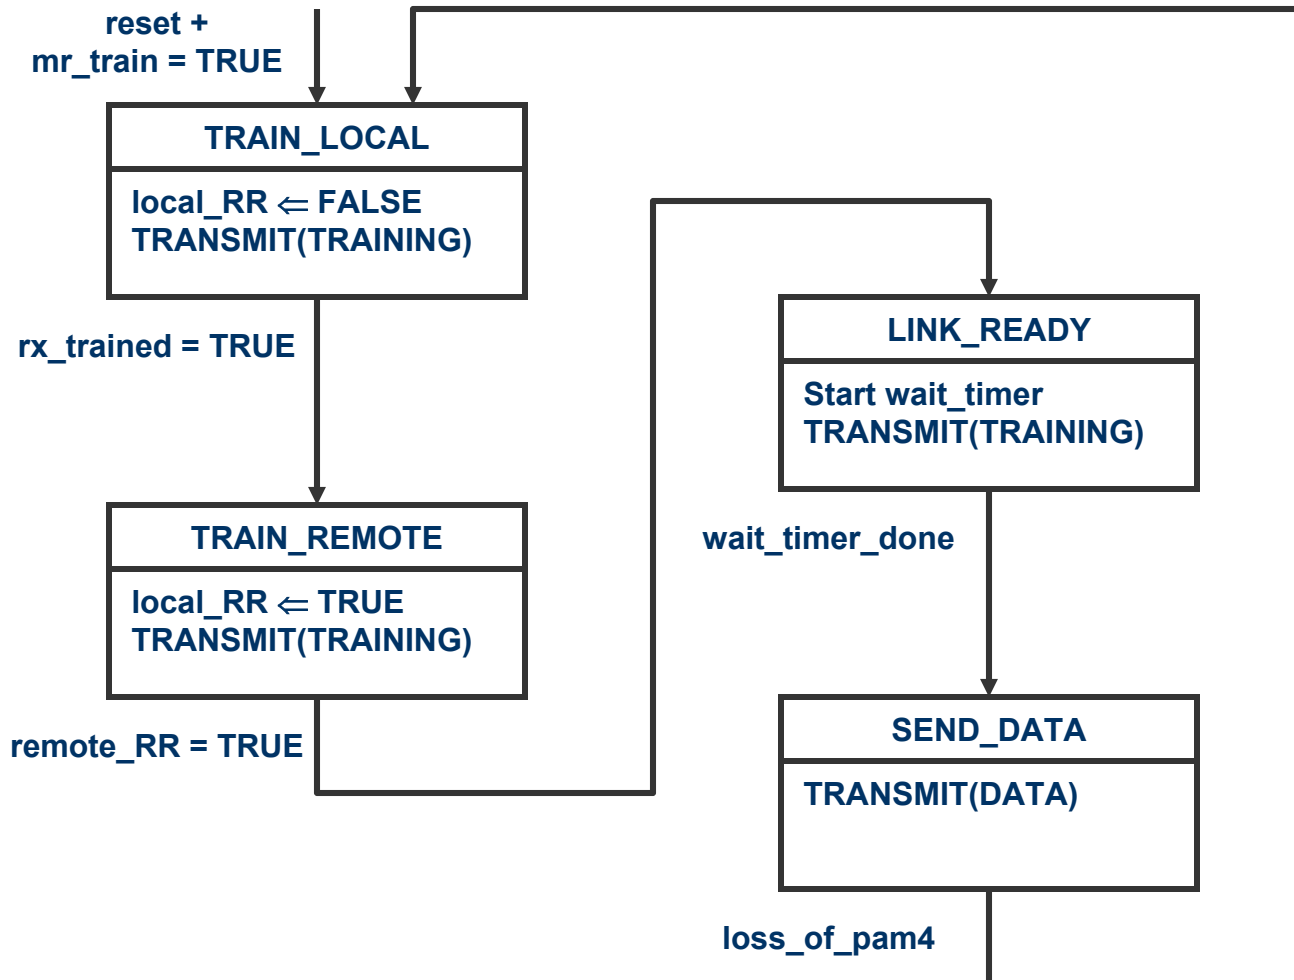 reset +
mr_train = TRUE
TRAIN_LOCAL
local_RR ⇐ FALSE
TRANSMIT(TRAINING)
rx_trained = TRUE
TRAIN_REMOTE
local_RR ⇐ TRUE
TRANSMIT(TRAINING)
remote_RR = TRUE
LINK_READY
Start wait_timer
TRANSMIT(TRAINING)
wait_timer_done
SEND_DATA
TRANSMIT(DATA)
loss_of_pam4